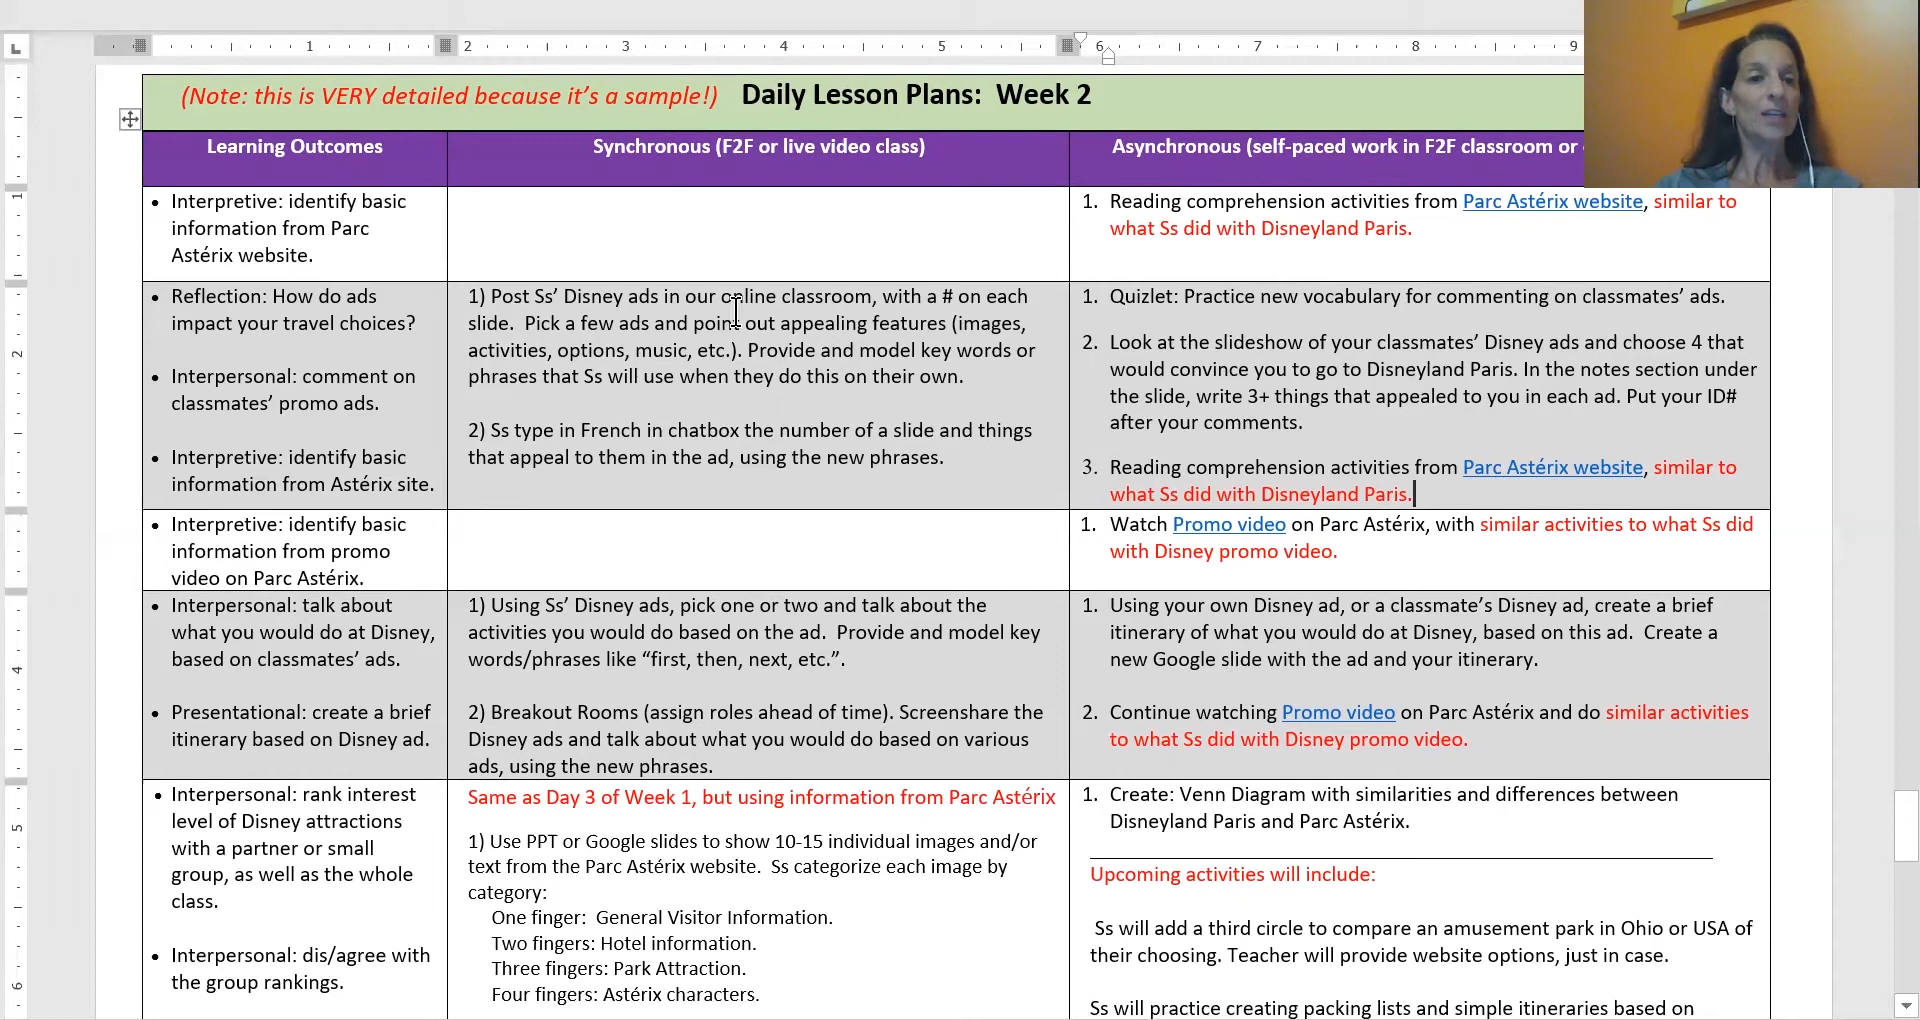 L
1 2 3 4 5 6 7 8 9
(Note: this is VERY detailed because it's a sample!) Daily Lesson Plans: Week 2
Learning Outcomes
Synchronous (F2F or live video class)
Asynchronous (self-paced work in F2F classroom or
• Interpretive: identify basic
information from Parc
Astérix website.
1. Reading comprehension activities from Parc Astérix website, similar to
what Ss did with Disneyland Paris.
• Reflection: How do ads
impact your travel choices?
• Interpersonal: comment on
classmates' promo ads.
• Interpretive: identify basic
information from Astérix site.
1) Post Ss' Disney ads in our online classroom, with a # on each
slide. Pick a few ads and point out appealing features (images,
activities, options, music, etc.). Provide and model key words or
phrases that Ss will use when they do this on their own.
2) Ss type in French in chatbox the number of a slide and things
that appeal to them in the ad, using the new phrases.
1. Quizlet: Practice new vocabulary for commenting on classmates' ads.
2. Look at the slideshow of your classmates' Disney ads and choose 4 that
would convince you to go to Disneyland Paris. In the notes section under
the slide, write 3+ things that appealed to you in each ad. Put your ID#
after your comments.
3. Reading comprehension activities from Parc Astérix website, similar to
what Ss did with Disneyland Paris.
• Interpretive: identify basic
information from promo
video on Parc Astérix.
1. Watch Promo video on Parc Astérix, with similar activities to what Ss did
with Disney promo video.
• Interpersonal: talk about
what you would do at Disney,
based on classmates' ads.
• Presentational: create a brief
itinerary based on Disney ad.
1) Using Ss' Disney ads, pick one or two and talk about the
activities you would do based on the ad. Provide and model key
words/phrases like “first, then, next, etc.”.
2) Breakout Rooms (assign roles ahead of time). Screenshare the
Disney ads and talk about what you would do based on various
ads, using the new phrases.
1. Using your own Disney ad, or a classmate's Disney ad, create a brief
itinerary of what you would do at Disney, based on this ad. Create a
new Google slide with the ad and your itinerary.
2. Continue watching Promo video on Parc Astérix and do similar activities
to what Ss did with Disney promo video.
• Interpersonal: rank interest
level of Disney attractions
with a partner or small
group, as well as the whole
class.
• Interpersonal: dis/agree with
the group rankings.
Same as Day 3 of Week 1, but using information from Parc Astérix
1) Use PPT or Google slides to show 10-15 individual images and/or
text from the Parc Astérix website. Ss categorize each image by
category:
One finger: General Visitor Information.
Two fingers: Hotel information.
Three fingers: Park Attraction.
Four fingers: Astérix characters.
1. Create: Venn Diagram with similarities and differences between
Disneyland Paris and Parc Astérix.
Upcoming activities will include:
Ss will add a third circle to compare an amusement park in Ohio or USA of
their choosing. Teacher will provide website options, just in case.
Ss will practice creating packing lists and simple itineraries based on
1
2
4
5
6